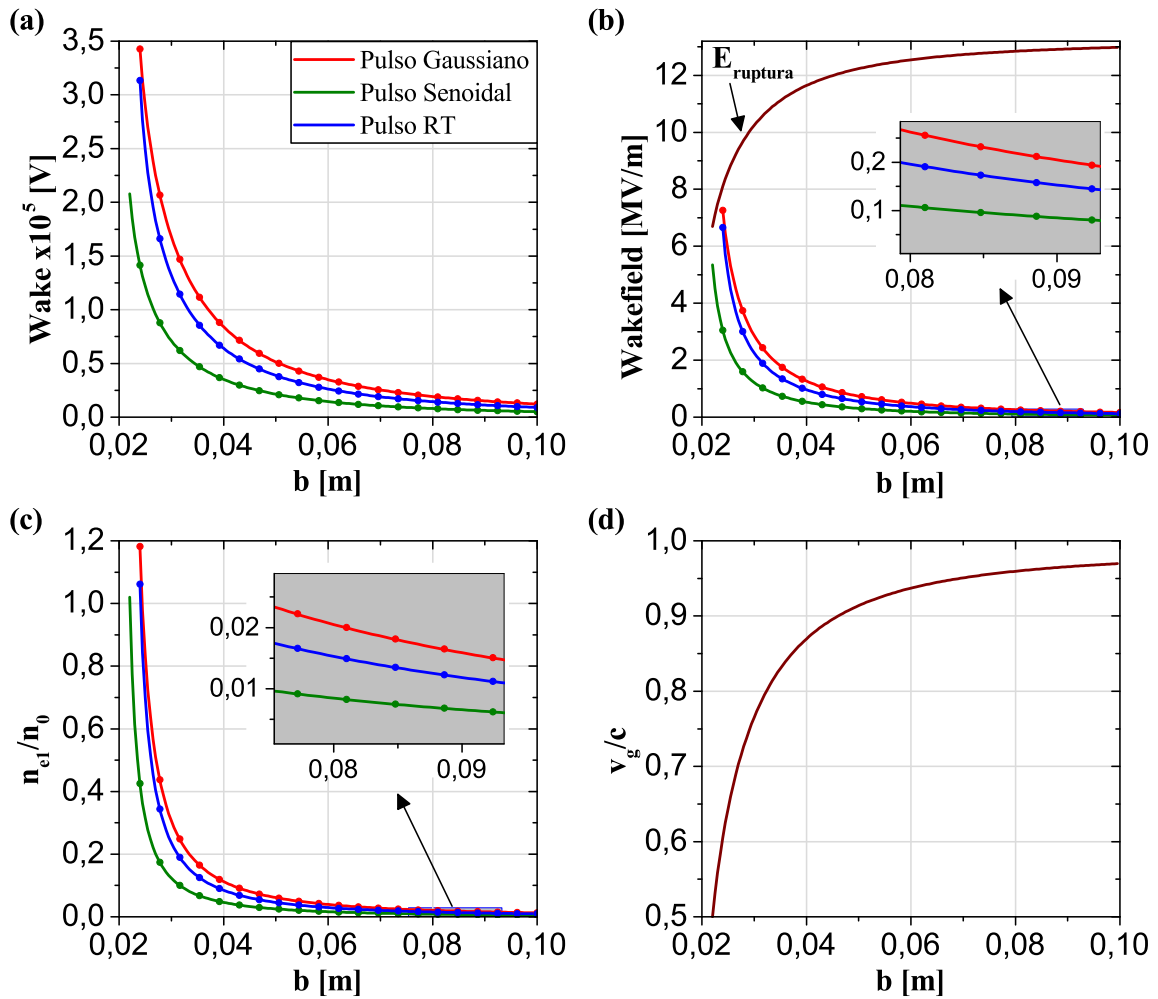 (a)
3,5
3,0
2,5
2,0
1,5
1,0
0,5
0,0
Wake x10⁵ [V]
Pulso Gaussiano
Pulso Senoidal
Pulso RT
0,02 0,04 0,06 0,08 0,10
b [m]
(b)
12
10
8
6
4
2
0
Wakefield [MV/m]
E_ruptura
0,2
0,1
0,08 0,09
0,02 0,04 0,06 0,08 0,10
b [m]
(c)
1,2
1,0
0,8
0,6
0,4
0,2
0,0
n_e1/n_0
0,02
0,01
0,08 0,09
0,02 0,04 0,06 0,08 0,10
b [m]
(d)
1,0
0,9
0,8
0,7
0,6
0,5
v_g/c
0,02 0,04 0,06 0,08 0,10
b [m]